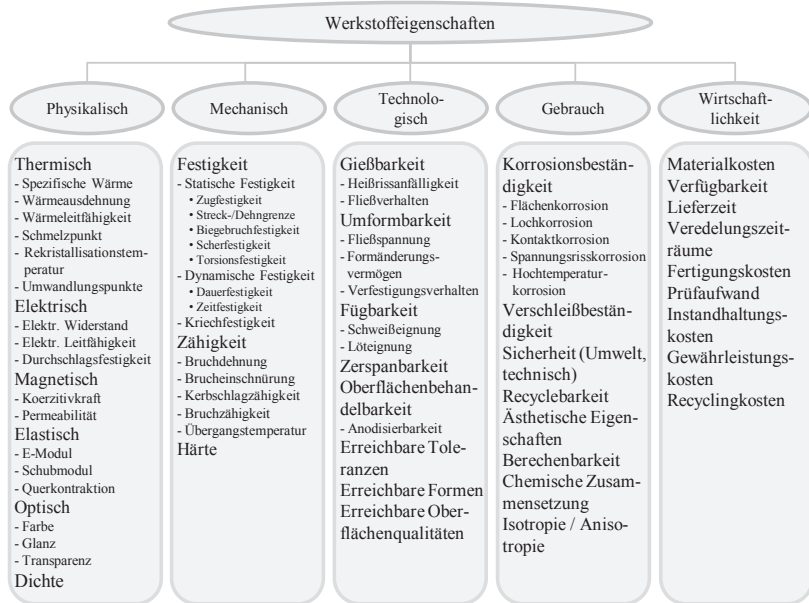 Werkstoffeigenschaften
Physikalisch
Mechanisch
Technolo-
gisch
Gebrauch
Wirtschaft-
lichkeit
Thermisch
- Spezifische Wärme
- Wärmeausdehnung
- Wärmeleitfähigkeit
- Schmelzpunkt
- Rekristallisationstem-
peratur
- Umwandlungspunkte
Elektrisch
- Elektr. Widerstand
- Elektr. Leitfähigkeit
- Durchschlagsfestigkeit
Magnetisch
- Koerzitivkraft
- Permeabilität
Elastisch
- E-Modul
- Schubmodul
- Querkontraktion
Optisch
- Farbe
- Glanz
- Transparenz
Dichte
Festigkeit
- Statische Festigkeit
• Zugfestigkeit
• Streck-/Dehngrenze
• Biegebruchfestigkeit
• Scherfestigkeit
• Torsionsfestigkeit
- Dynamische Festigkeit
• Dauerfestigkeit
• Zeitfestigkeit
- Kriechfestigkeit
Zähigkeit
- Bruchdehnung
- Brucheinschnürung
- Kerbschlagzähigkeit
- Bruchzähigkeit
- Übergangstemperatur
Härte
Gießbarkeit
- Heißrissanfälligkeit
- Fließverhalten
Umformbarkeit
- Fließspannung
- Formänderungs-
vermögen
- Verfestigungsverhalten
Fügbarkeit
- Schweißeignung
- Löteignung
Zerspanbarkeit
Oberflächenbehan-
delbarkeit
- Anodisierbarkeit
Erreichbare Tole-
ranzen
Erreichbare Formen
Erreichbare Ober-
flächenqualitäten
Korrosionsbestän-
digkeit
- Flächenkorrosion
- Lochkorrosion
- Kontaktkorrosion
- Spannungsrisskorrosion
- Hochtemperatur-
korrosion
Verschleißbestän-
digkeit
Sicherheit (Umwelt,
technisch)
Recyclebarkeit
Ästhetische Eigen-
schaften
Berechenbarkeit
Chemische Zusam-
mensetzung
Isotropie / Aniso-
tropie
Materialkosten
Verfügbarkeit
Lieferzeit
Veredelungszeit-
räume
Fertigungskosten
Prüfaufwand
Instandhaltungs-
kosten
Gewährleistungs-
kosten
Recyclingkosten